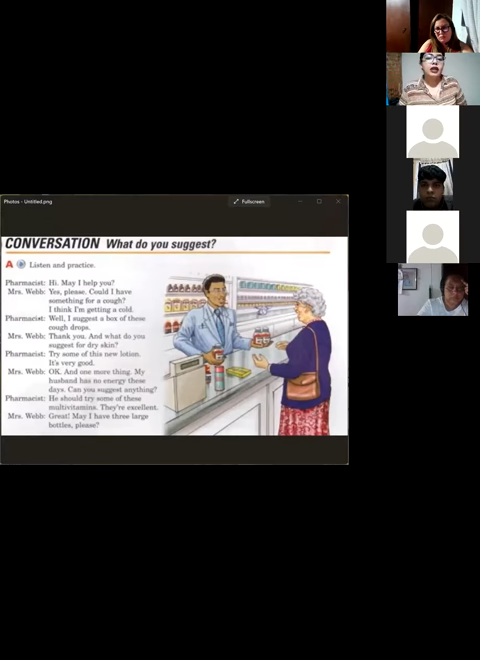 Photos - Untitled.png
Fullscreen
CONVERSATION What do you suggest?
A Listen and practice.
Pharmacist: Hi. May I help you?
Mrs. Webb: Yes, please. Could I have
something for a cough?
I think I'm getting a cold.
Pharmacist: Well, I suggest a box of these
cough drops.
Mrs. Webb: Thank you. And what do you
suggest for dry skin?
Pharmacist: Try some of this new lotion.
It's very good.
Mrs. Webb: OK. And one more thing. My
husband has no energy these
days. Can you suggest anything?
Pharmacist: He should try some of these
multivitamins. They're excellent.
Mrs. Webb: Great! May I have three large
bottles, please?